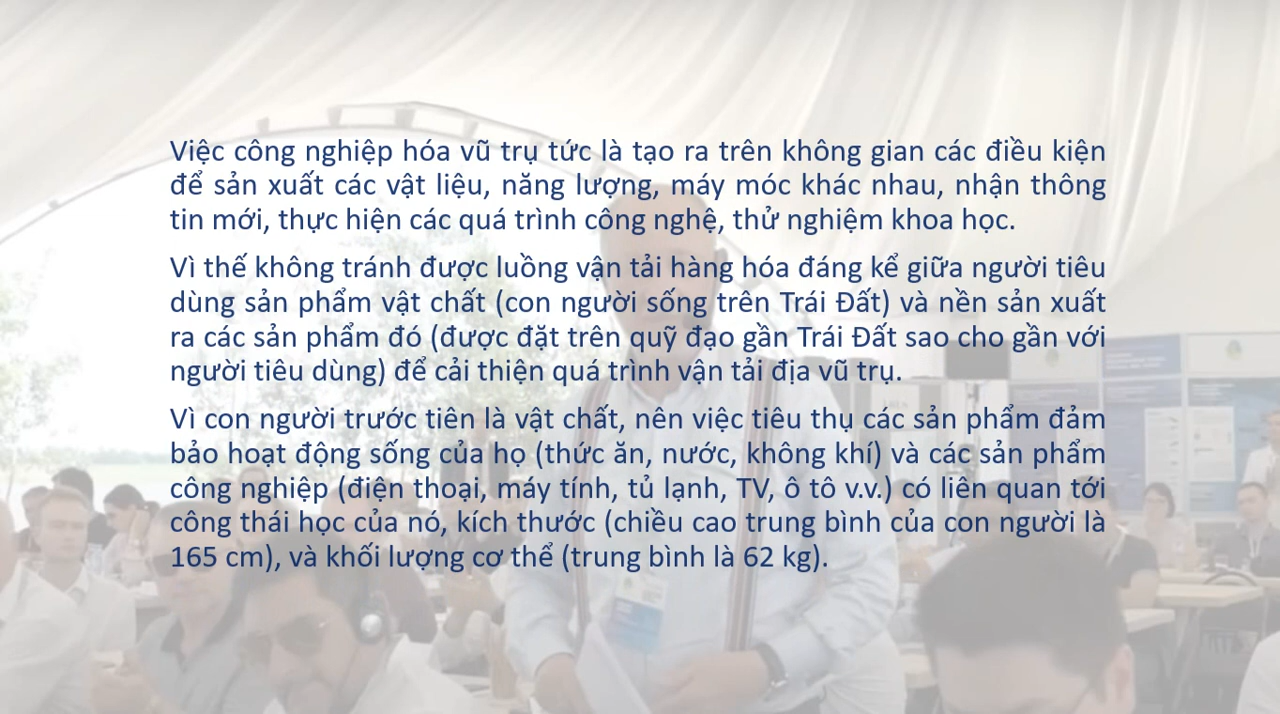 Việc công nghiệp hóa vũ trụ tức là tạo ra trên không gian các điều kiện
để sản xuất các vật liệu, năng lượng, máy móc khác nhau, nhận thông
tin mới, thực hiện các quá trình công nghệ, thử nghiệm khoa học.
Vì thế không tránh được luồng vận tải hàng hóa đáng kể giữa người tiêu
dùng sản phẩm vật chất (con người sống trên Trái Đất) và nền sản xuất
ra các sản phẩm đó (được đặt trên quỹ đạo gần Trái Đất sao cho gần với
người tiêu dùng) để cải thiện quá trình vận tải địa vũ trụ.
Vì con người trước tiên là vật chất, nên việc tiêu thụ các sản phẩm đảm
bảo hoạt động sống của họ (thức ăn, nước, không khí) và các sản phẩm
công nghiệp (điện thoại, máy tính, tủ lạnh, TV, ô tô v.v.) có liên quan tới
công thái học của nó, kích thước (chiều cao trung bình của con người là
165 cm), và khối lượng cơ thể (trung bình là 62 kg).